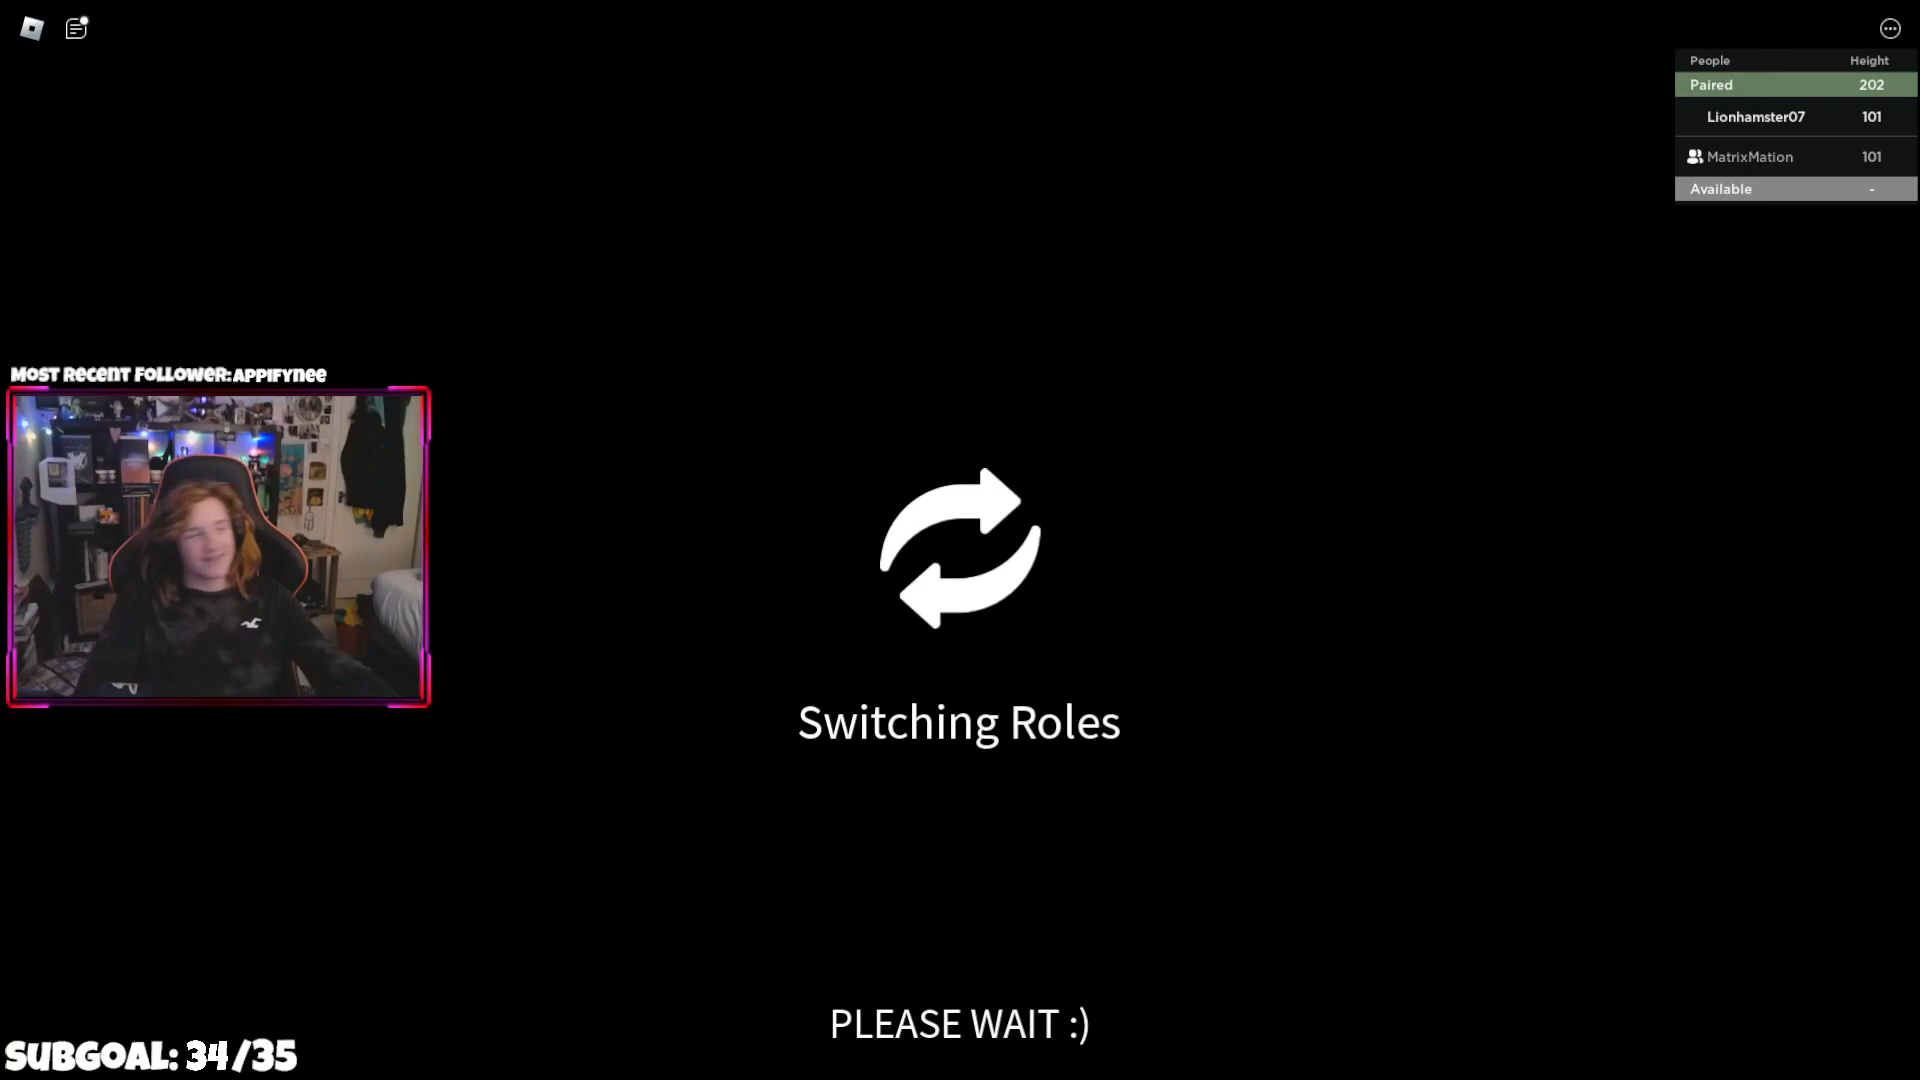 People Height
Paired 202
Lionhamster07 101
MatrixMation 101
Available -
Most Recent Follower:Appifynee
Switching Roles
PLEASE WAIT :)
SUBGOAL: 34/35